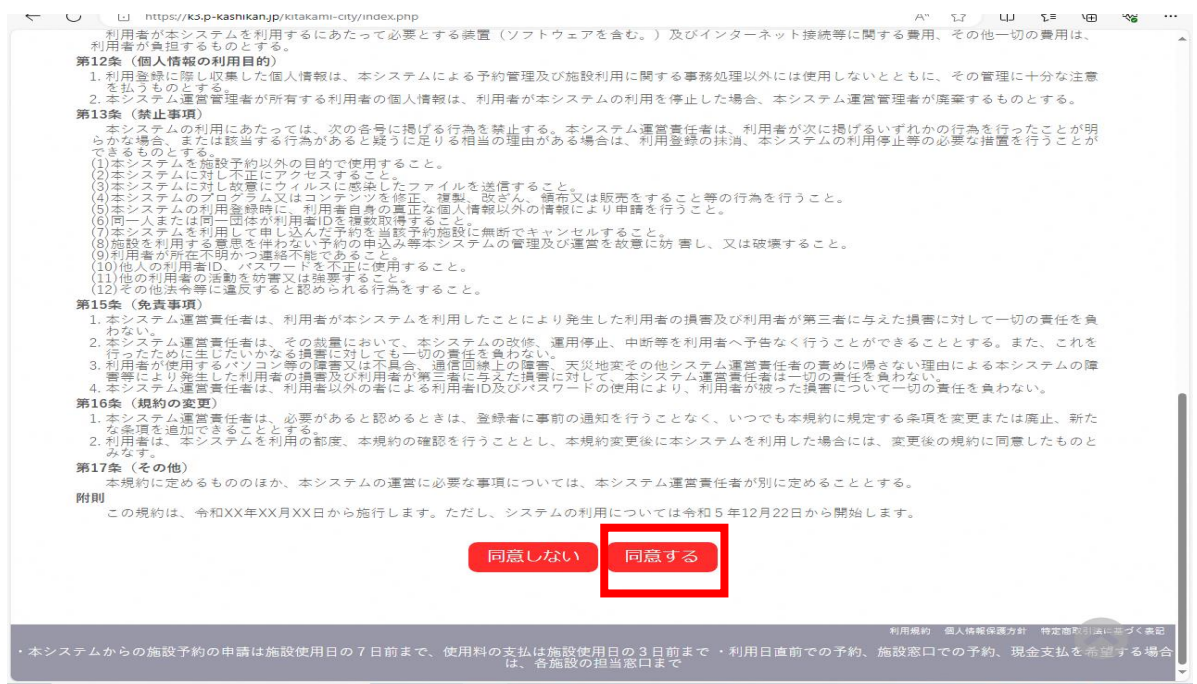 https://k3.p-kashikan.jp/kitakami-city/index.php
利用者が本システムを利用するにあたって必要とする装置（ソフトウェアを含む。）及びインターネット接続等に関する費用、その他一切の費用は、
利用者が負担するものとする。
第12条（個人情報の利用目的）
1. 利用登録に際し収集した個人情報は、本システムによる予約管理及び施設利用に関する事務処理以外には使用しないとともに、その管理に十分な注意
を払うものとする。
2. 本システム運営管理者が所有する利用者の個人情報は、利用者が本システムの利用を停止した場合、本システム運営管理者が廃棄するものとする。
第13条（禁止事項）
本システムの利用にあたっては、次の各号に掲げる行為を禁止する。本システム運営責任者は、利用者が次に掲げるいずれかの行為を行ったことが明
らかな場合、または該当する行為があると疑うに足りる相当の理由がある場合は、利用登録の抹消、本システムの利用停止等の必要な措置を行うことが
できるものとする。
(1)本システムを施設予約以外の目的で使用すること。
(2)本システムに対し不正にアクセスすること。
(3)本システムに対し故意にウィルスに感染したファイルを送信すること。
(4)本システムのプログラム又はコンテンツを修正、複製、改ざん、頒布又は販売をすること等の行為を行うこと。
(5)本システムの利用登録時に、利用者自身の真正な個人情報以外の情報により申請を行うこと。
(6)同一人または同一団体が利用者IDを複数取得すること。
(7)本システムを利用して申し込んだ予約を当該予約施設に無断でキャンセルすること。
(8)施設を利用する意思を伴わない予約の申込み等本システムの管理及び運営を故意に妨 害し、又は破壊すること。
(9)利用者が所在不明かつ連絡不能であること。
(10)他人の利用者ID、パスワードを不正に使用すること。
(11)他の利用者の活動を妨害又は強要すること。
(12)その他法令等に違反すると認められる行為をすること。
第15条（免責事項）
1. 本システム運営責任者は、利用者が本システムを利用したことにより発生した利用者の損害及び利用者が第三者に与えた損害に対して一切の責任を負
わない。
2. 本システム運営責任者は、その裁量において、本システムの改修、運用停止、中断等を利用者へ予告なく行うことができることとする。また、これを
行ったために生じたいかなる損害に対しても一切の責任を負わない。
3. 利用者が使用するパソコン等の障害又は不具合、通信回線上の障害、天災地変その他システム運営責任者の責めに帰さない理由による本システムの障
害等により発生した利用者の損害及び利用者が第三者に与えた損害に対して、本システム運営責任者は一切の責任を負わない。
4. 本システム運営責任者は、利用者以外の者による利用者ID及びパスワードの使用により、利用者が被った損害について一切の責任を負わない。
第16条（規約の変更）
1. 本システム運営責任者は、必要があると認めるときは、登録者に事前の通知を行うことなく、いつでも本規約に規定する条項を変更または廃止、新た
な条項を追加できることとする。
2. 利用者は、本システムを利用の都度、本規約の確認を行うこととし、本規約変更後に本システムを利用した場合には、変更後の規約に同意したものと
みなす。
第17条（その他）
本規約に定めるもののほか、本システムの運営に必要な事項については、本システム運営責任者が別に定めることとする。
附則
この規約は、令和XX年XX月XX日から施行します。ただし、システムの利用については令和５年12月22日から開始します。
同意しない 同意する
利用規約 個人情報保護方針 特定商取引法に基づく表記
・本システムからの施設予約の申請は施設使用日の７日前まで、使用料の支払は施設使用日の３日前まで ・利用日直前での予約、施設窓口での予約、現金支払を希望する場合
は、各施設の担当窓口まで